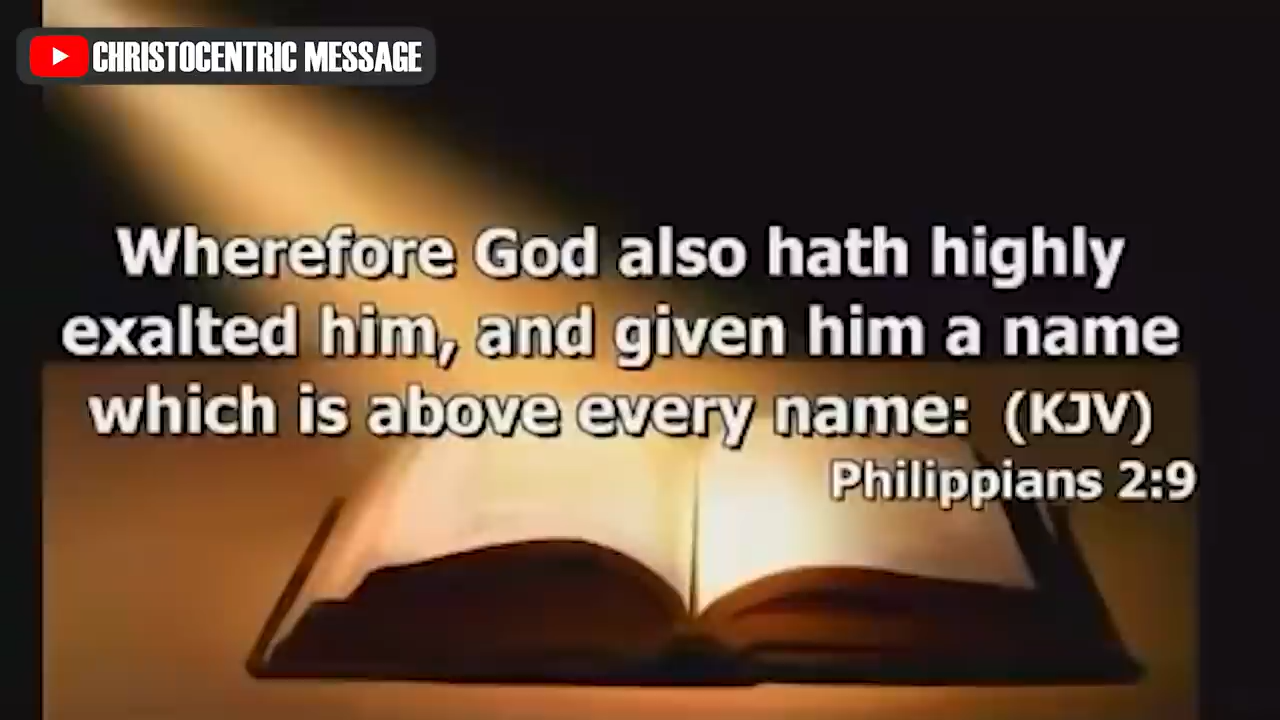 CHRISTOCENTRIC MESSAGE
Wherefore God also hath highly
exalted him, and given him a name
which is above every name: (KJV)
Philippians 2:9